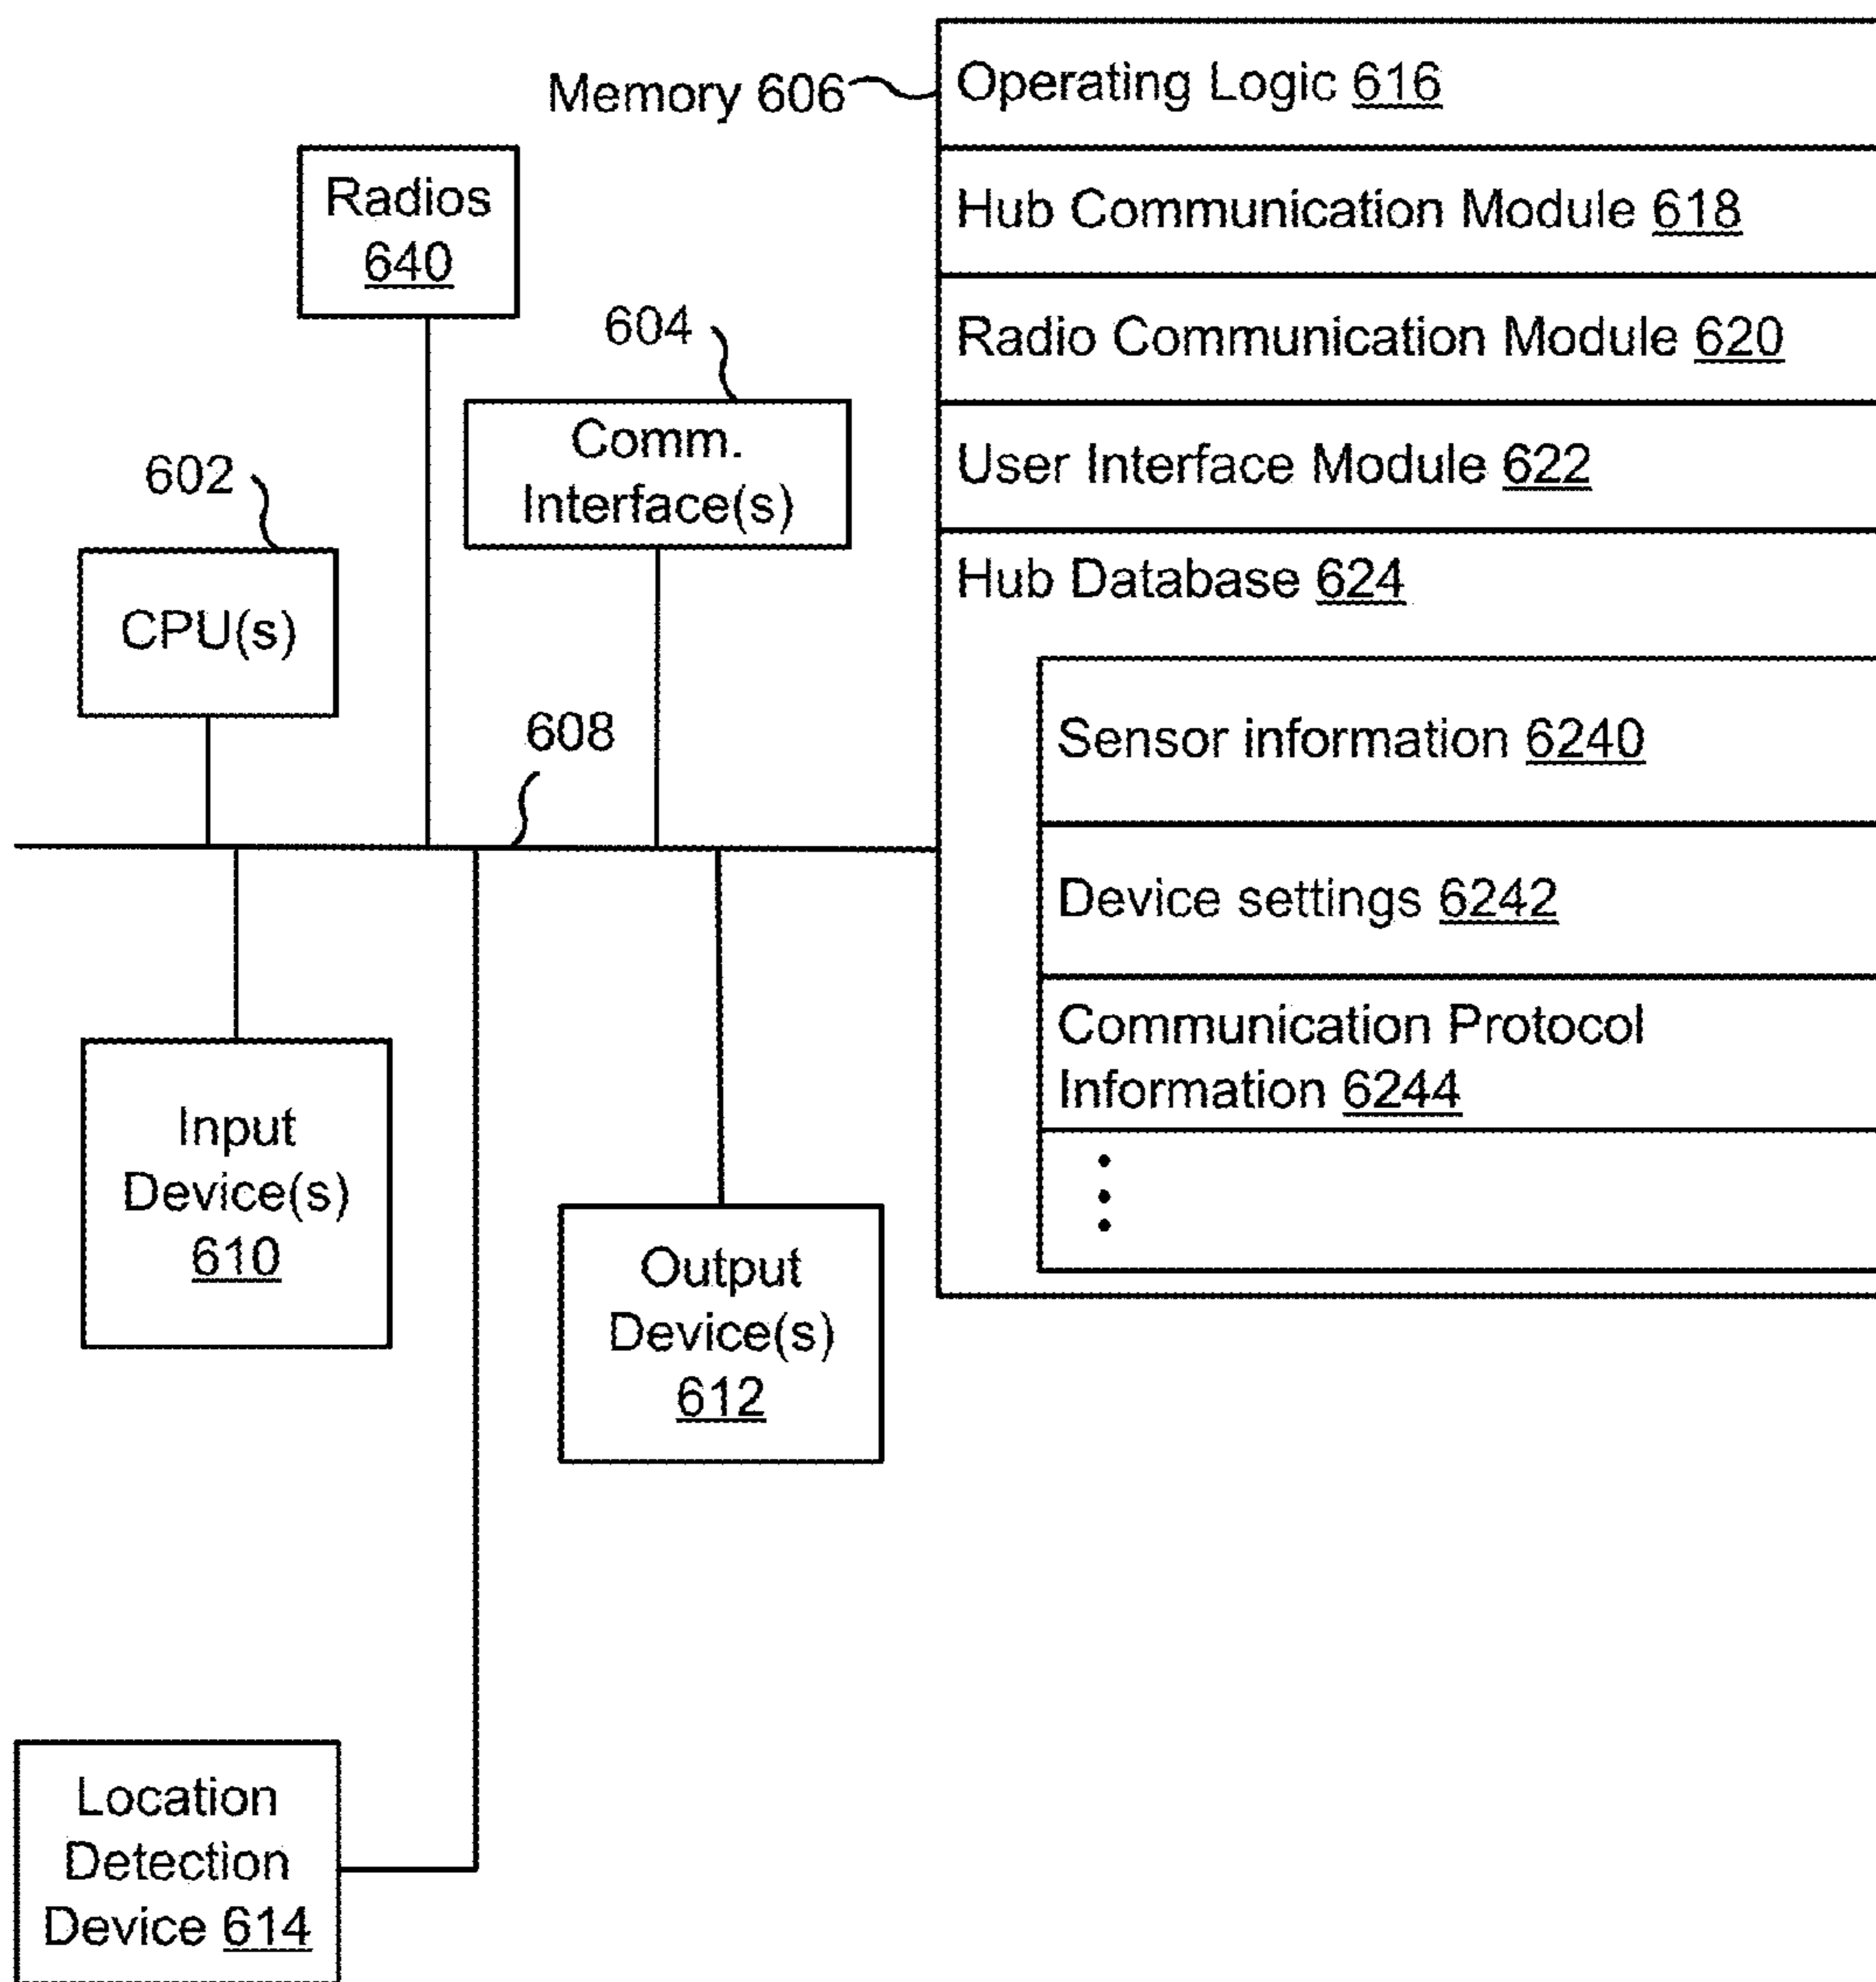 Memory 606
Operating Logic 616
Hub Communication Module 618
Radio Communication Module 620
User Interface Module 622
Hub Database 624
Sensor information 6240
Device settings 6242
Communication Protocol
Information 6244
Radios
640
604
Comm.
Interface(s)
602
CPU(s)
608
Input
Device(s)
610
Output
Device(s)
612
Location
Detection
Device 614